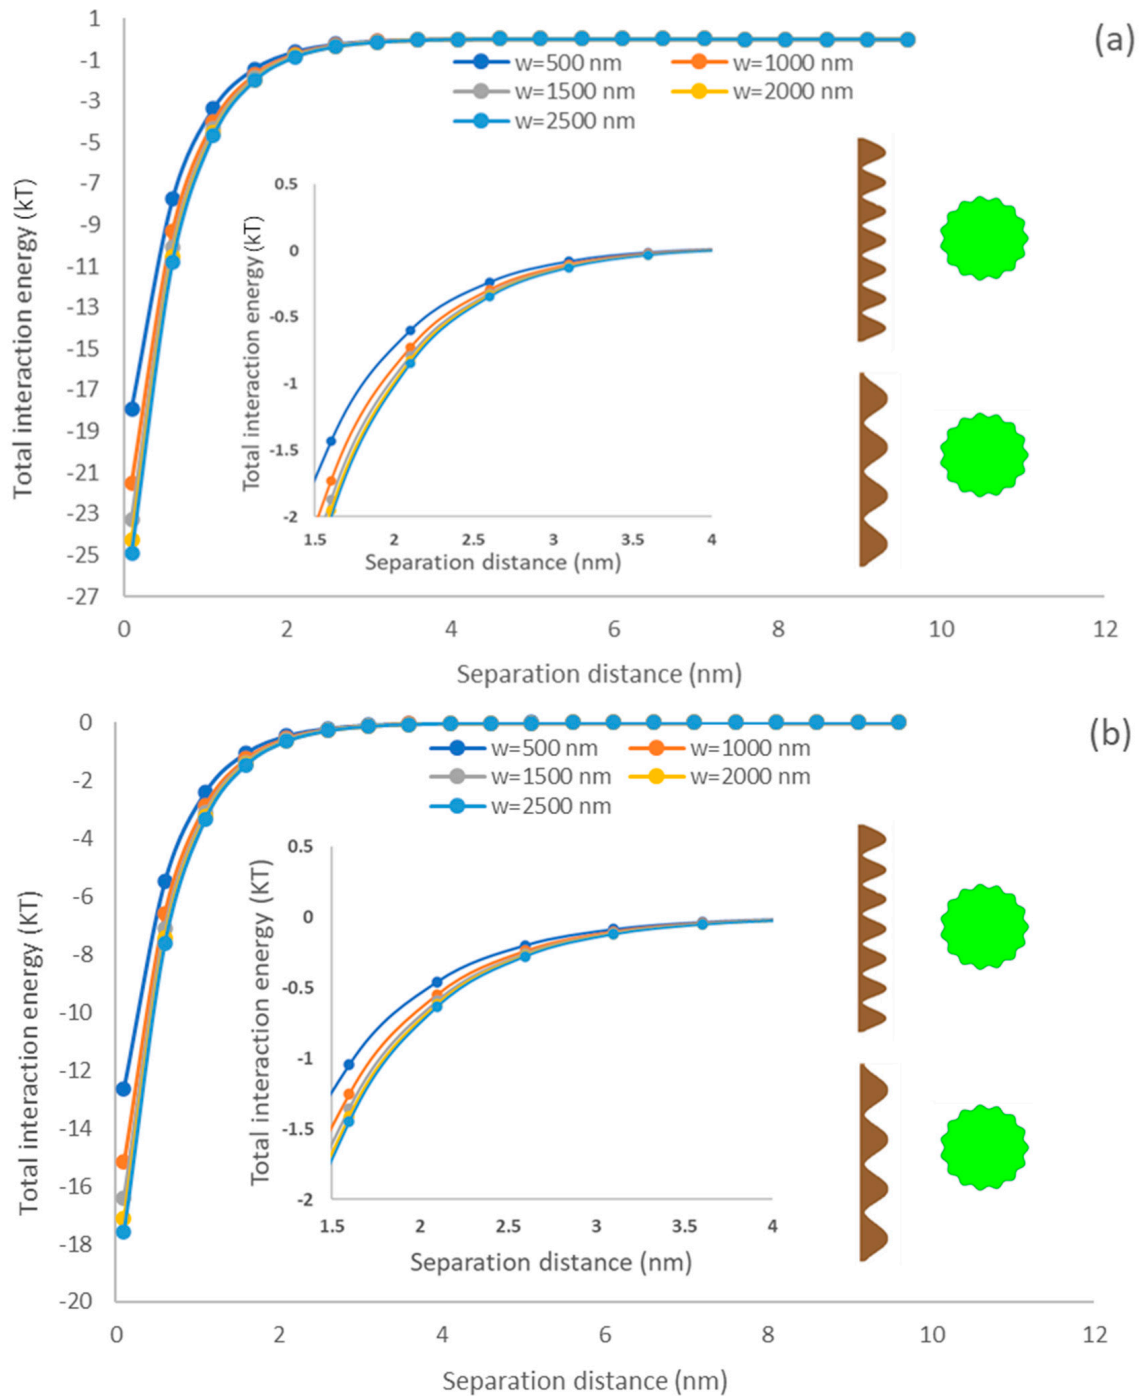 (a)
1
-1
-3
-5
-7
-9
-11
-13
-15
-17
-19
-21
-23
-25
-27
Total interaction energy (kT)
w=500 nm w=1000 nm
w=1500 nm w=2000 nm
w=2500 nm
0.5
0
-0.5
-1
-1.5
-2
Total interaction energy (kT)
1.5 2 2.5 3 3.5 4
Separation distance (nm)
0 2 4 6 8 10 12
Separation distance (nm)
(b)
0
-2
-4
-6
-8
-10
-12
-14
-16
-18
-20
Total interaction energy (KT)
w=500 nm w=1000 nm
w=1500 nm w=2000 nm
w=2500 nm
0.5
0
-0.5
-1
-1.5
-2
Total interaction energy (KT)
1.5 2 2.5 3 3.5 4
Separation distance (nm)
0 2 4 6 8 10 12
Separation distance (nm)